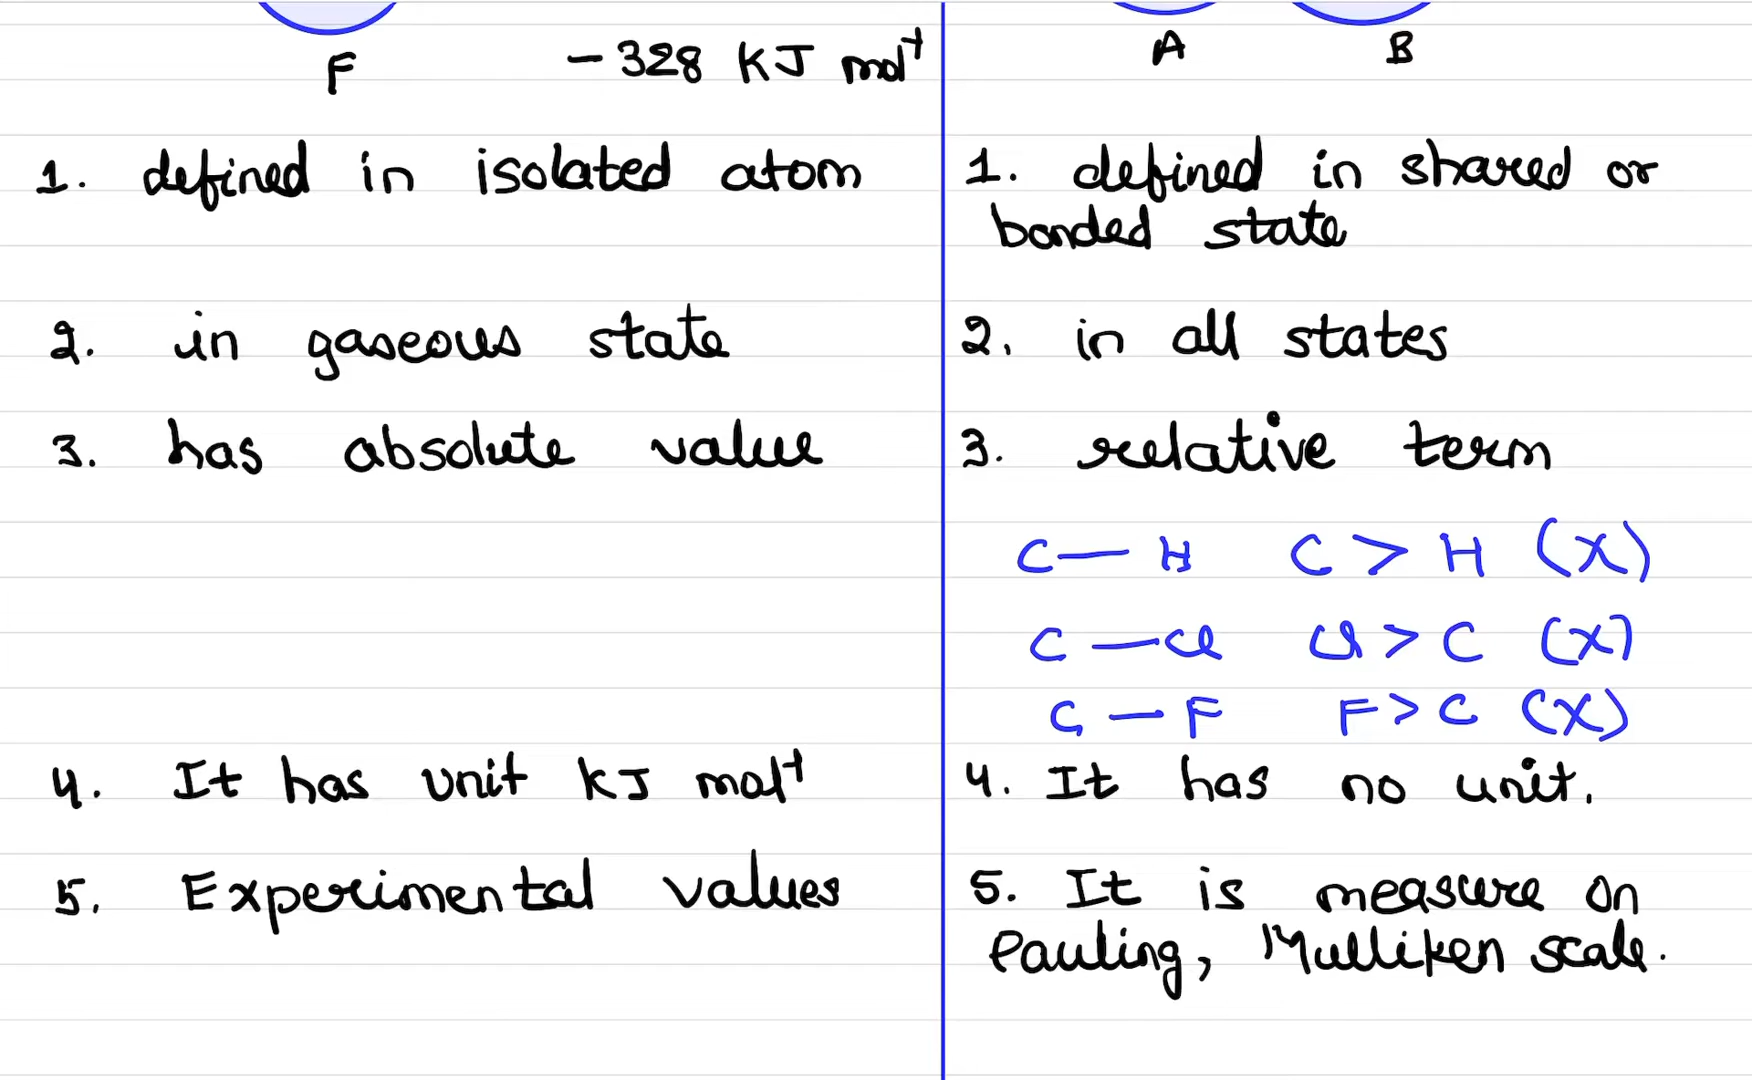 F
-328 KJ mol⁻¹
1. defined in isolated atom
2. in gaseous state
3. has absolute value
4. It has unit KJ mol⁻¹
5. Experimental values
A B
1. defined in shared or
bonded state
2. in all states
3. relative term
C — H C > H (X)
C — Cl Cl > C (X)
C — F F > C (X)
4. It has no unit.
5. It is measure on
Pauling, Mulliken scale.